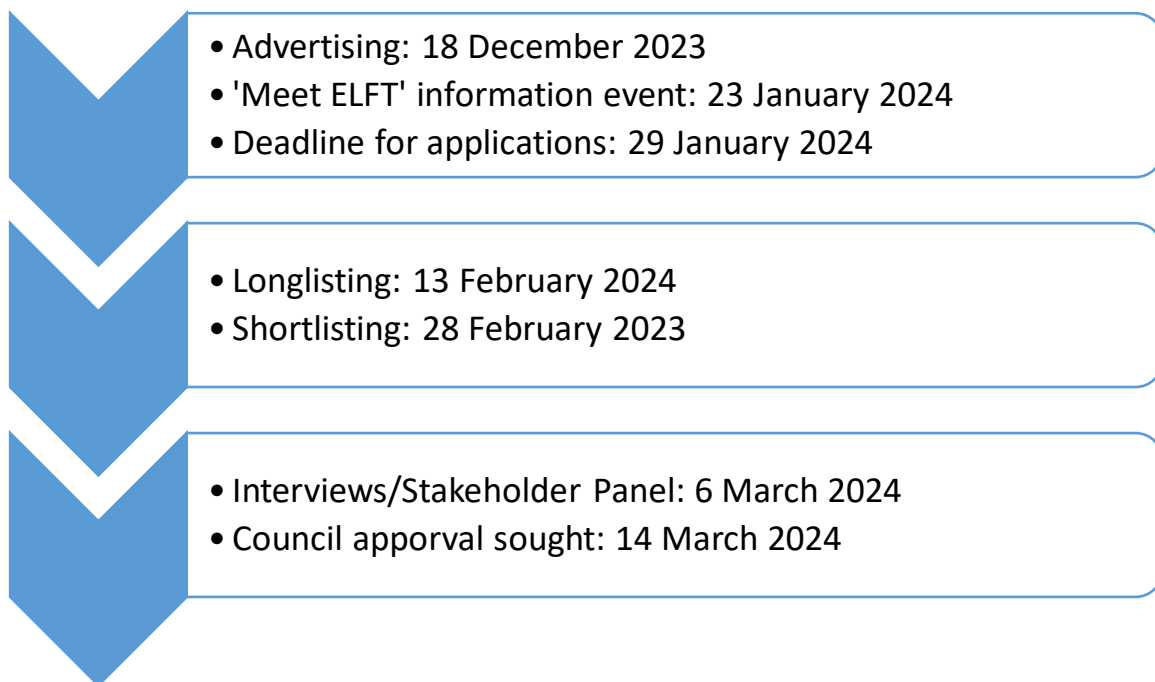 • Advertising: 18 December 2023
• 'Meet ELFT' information event: 23 January 2024
• Deadline for applications: 29 January 2024
• Longlisting: 13 February 2024
• Shortlisting: 28 February 2023
• Interviews/Stakeholder Panel: 6 March 2024
• Council apporval sought: 14 March 2024